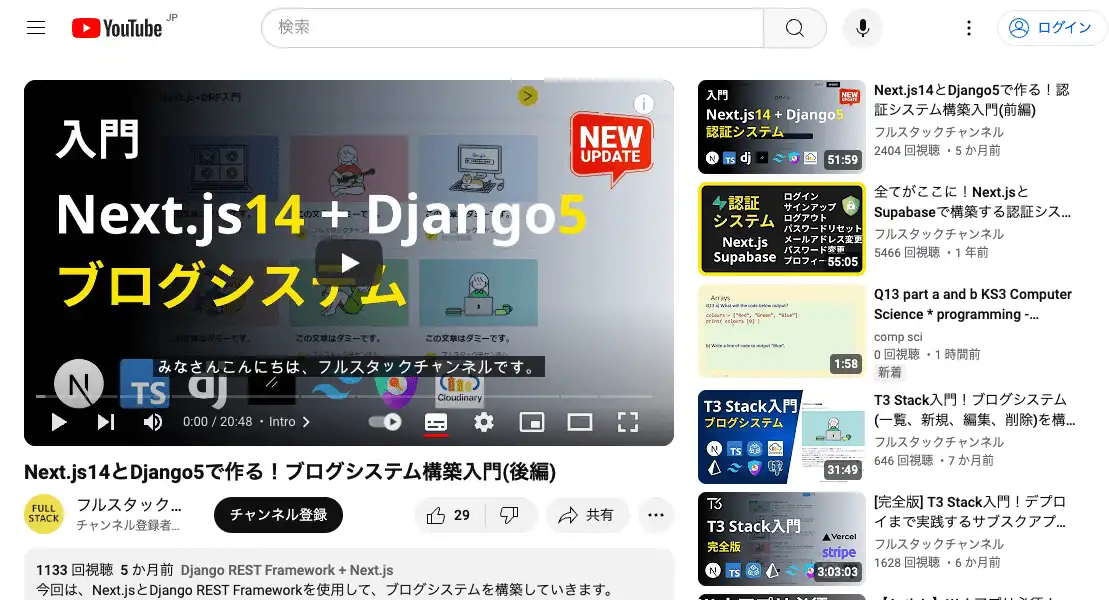 YouTube JP
検索
ログイン
入門
NEW
UPDATE
Next.js14 + Django5
ブログシステム
この文章はダミーです。
この文章はダミーです。
N
TS
dj
Cloudinary
みなさんこんにちは、フルスタックチャンネルです。
0:00 / 20:48 • Intro
Next.js14とDjango5で作る！ブログシステム構築入門(後編)
FULL
STACK
フルスタック…
チャンネル登録者…
チャンネル登録
29
共有
1133 回視聴 5 か月前 Django REST Framework + Next.js
今回は、Next.jsとDjango REST Frameworkを使用して、ブログシステムを構築していきます。
入門
NEW
UPDATE
Next.js14 + Django5
認証システム
N
TS
dj
51:59
Next.js14とDjango5で作る！認
証システム構築入門(前編)
フルスタックチャンネル
2404 回視聴 ・5 か月前
認証
システム
Next.js
Supabase
ログイン
サインアップ
ログアウト
パスワードリセット
メールアドレス変更
パスワード変更
プロフィー
55:05
全てがここに！Next.jsと
Supabaseで構築する認証シス…
フルスタックチャンネル
5466 回視聴 ・1 年前
Arrays
Q13 a) What will the code below output?
colours = ["Red", "Green", "Blue"]
print( colours [0] )
b) Write a line of code to output "Blue".
1:58
Q13 part a and b KS3 Computer
Science * programming -…
comp sci
0 回視聴 ・1 時間前
新着
T3 Stack入門
ブログシステム
N
TS
31:49
T3 Stack入門！ブログシステム
(一覧、新規、編集、削除)を構…
フルスタックチャンネル
646 回視聴 ・7 か月前
T3
T3 Stack入門
完全版
Vercel
stripe
N
TS
3:03:03
[完全版] T3 Stack入門！デプロ
イまで実践するサブスクアプ…
フルスタックチャンネル
1628 回視聴 ・6 か月前